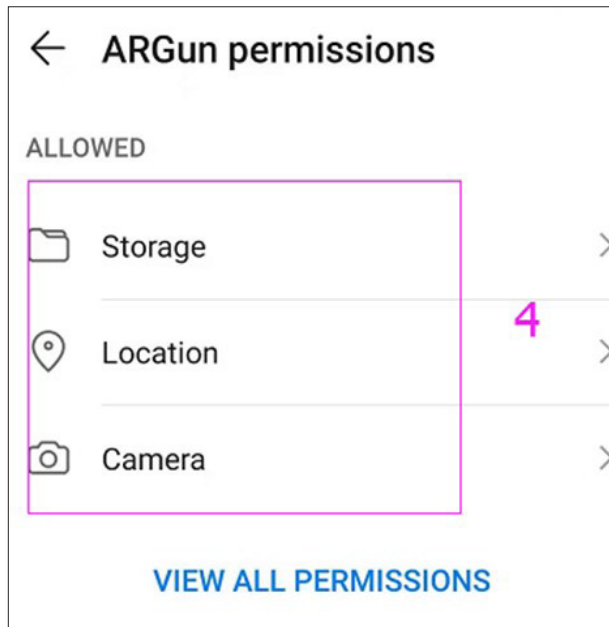 ARGun permissions
ALLOWED
Storage
4
Location
Camera
VIEW ALL PERMISSIONS